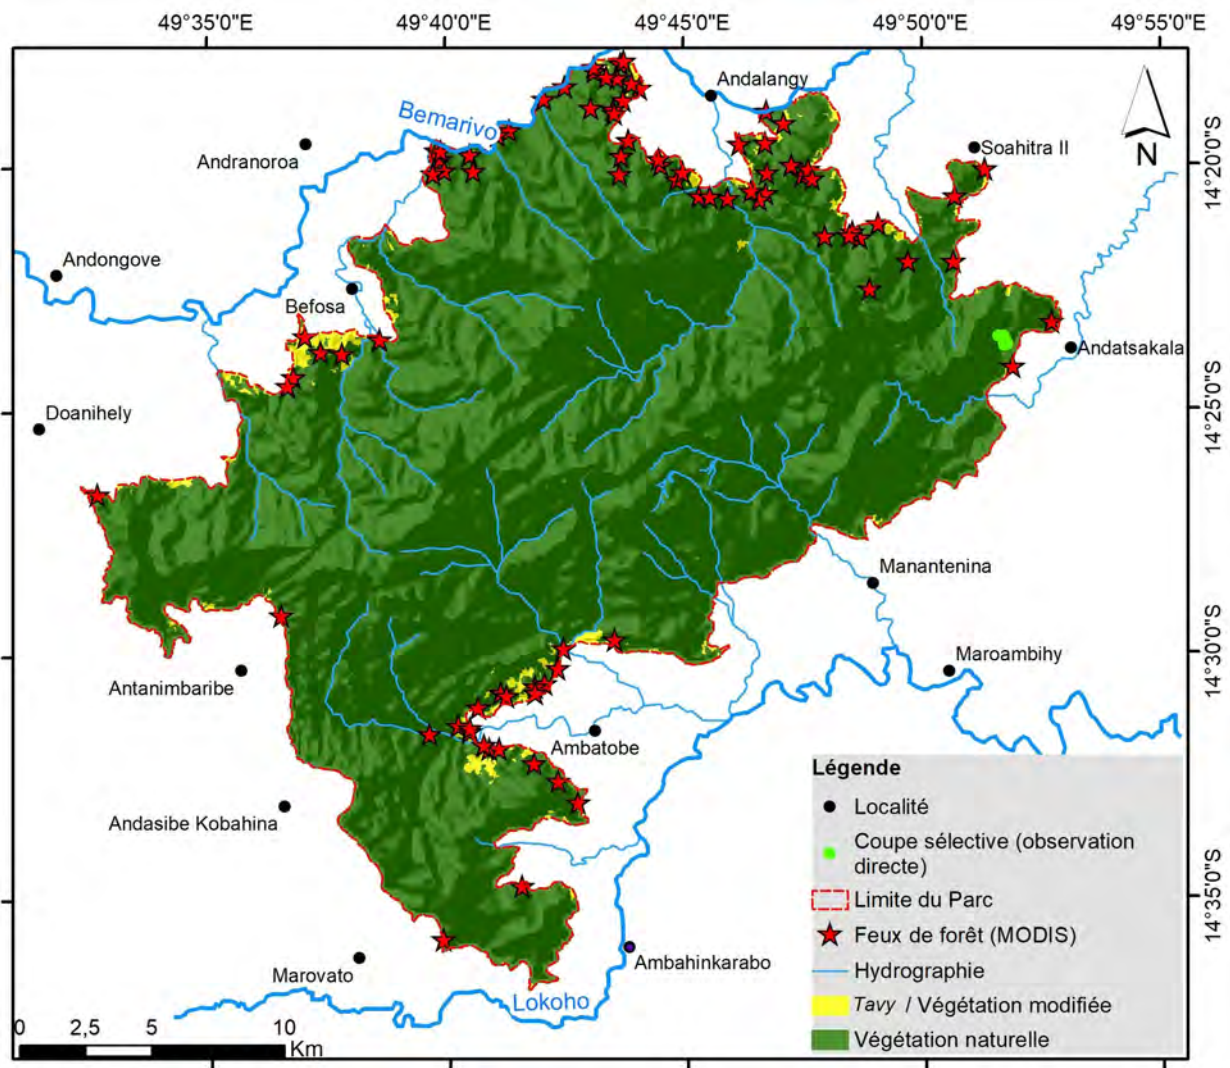 49°35'0"E 49°40'0"E 49°45'0"E 49°50'0"E 49°55'0"E
Andalangy
Bemarivo
N
14°20'0"S
Andranoroa
Soahitra II
Andongove
Befosa
Andatsakala
14°25'0"S
Doanihely
Manantenina
14°30'0"S
Maroambihy
Antanimbaribe
Ambatobe
Andasibe Kobahina
14°35'0"S
Ambahinkarabo
Marovato
Lokoho
Légende
Localité
Coupe sélective (observation
directe)
Limite du Parc
Feux de forêt (MODIS)
Hydrographie
Tavy / Végétation modifiée
Végétation naturelle
0 2,5 5 10
Km